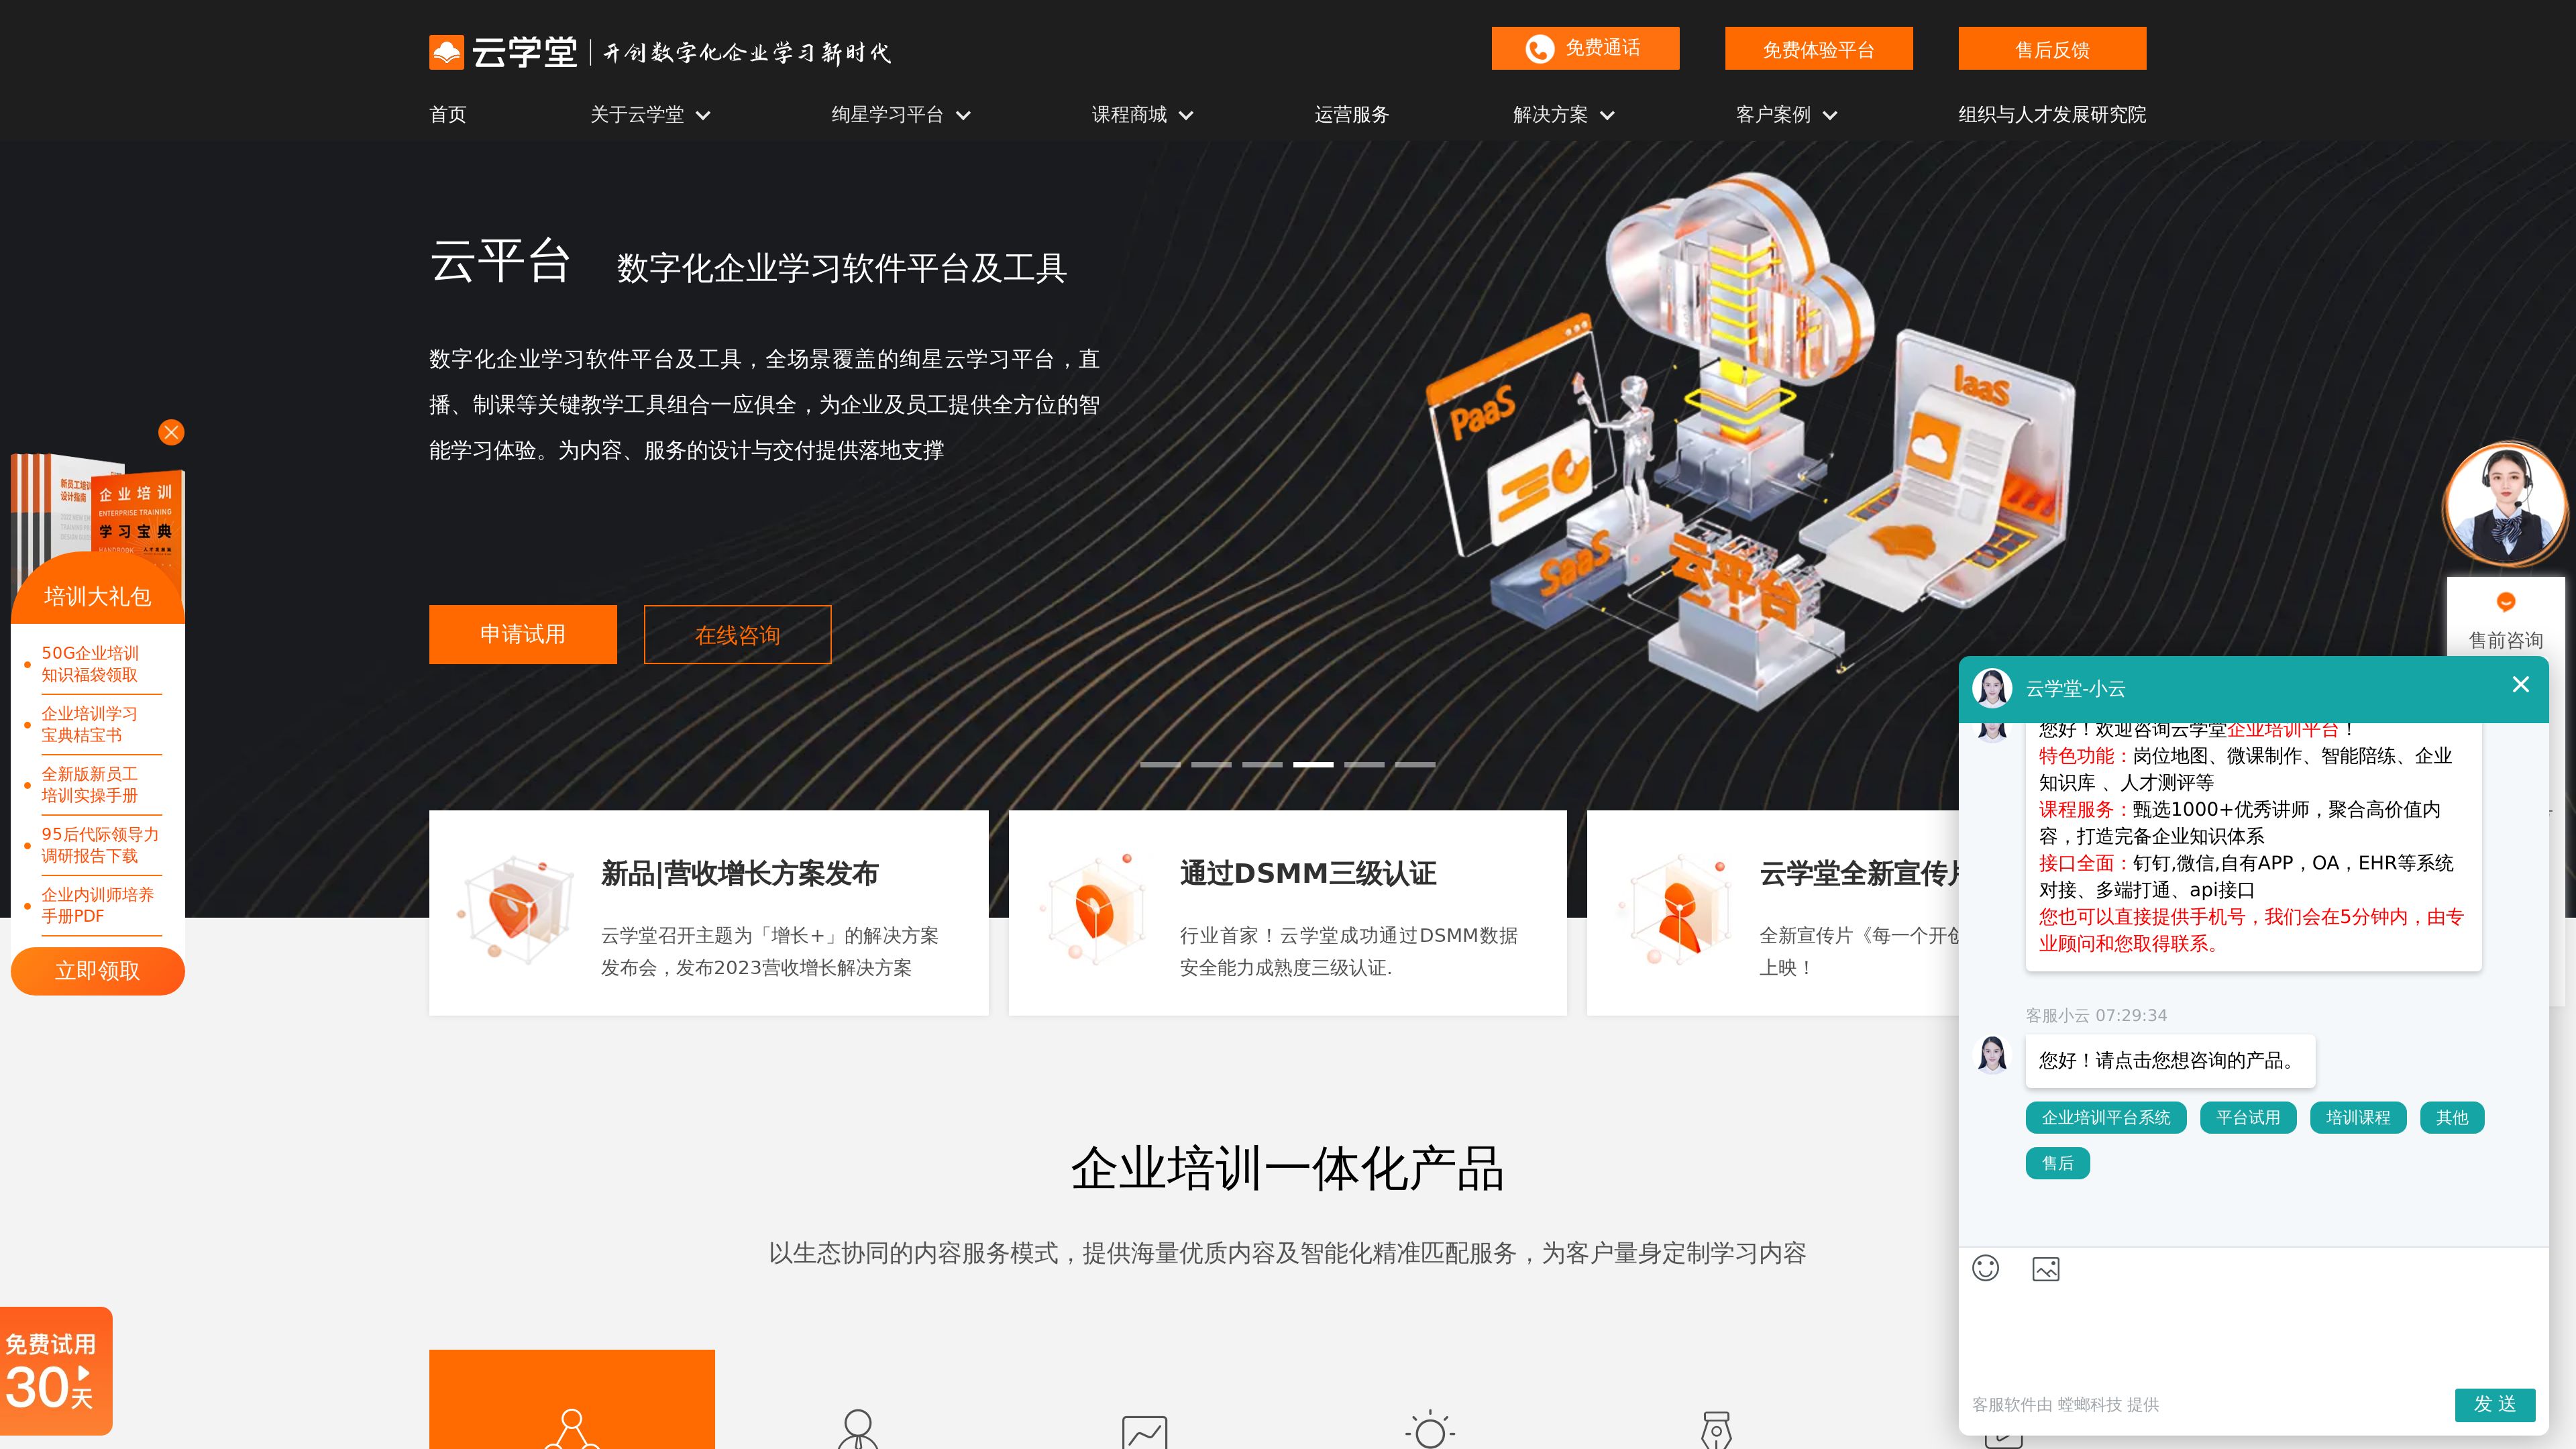 云学堂 开创数字化企业学习新时代
免费通话
免费体验平台
售后反馈
首页
关于云学堂
绚星学习平台
课程商城
运营服务
解决方案
客户案例
组织与人才发展研究院
云平台 数字化企业学习软件平台及工具
数字化企业学习软件平台及工具，全场景覆盖的绚星云学习平台，直
播、制课等关键教学工具组合一应俱全，为企业及员工提供全方位的智
能学习体验。为内容、服务的设计与交付提供落地支撑
申请试用
在线咨询
PaaS
IaaS
SaaS
云平台
企业培训
ENTERPRISE TRAINING
学习宝典
HANDBOOK
培训大礼包
50G企业培训
知识福袋领取
企业培训学习
宝典桔宝书
全新版新员工
培训实操手册
95后代际领导力
调研报告下载
企业内训师培养
手册PDF
立即领取
免费试用
30天
售前咨询
新品|营收增长方案发布
云学堂召开主题为「增长+」的解决方案
发布会，发布2023营收增长解决方案
通过DSMM三级认证
行业首家！云学堂成功通过DSMM数据
安全能力成熟度三级认证.
云学堂全新宣传片
全新宣传片《每一个开创
上映！
企业培训一体化产品
以生态协同的内容服务模式，提供海量优质内容及智能化精准匹配服务，为客户量身定制学习内容
云学堂-小云
您好！欢迎咨询云学堂企业培训平台！
特色功能：岗位地图、微课制作、智能陪练、企业
知识库 、人才测评等
课程服务：甄选1000+优秀讲师，聚合高价值内
容，打造完备企业知识体系
接口全面：钉钉,微信,自有APP，OA，EHR等系统
对接、多端打通、api接口
您也可以直接提供手机号，我们会在5分钟内，由专
业顾问和您取得联系。
客服小云 07:29:34
您好！请点击您想咨询的产品。
企业培训平台系统
平台试用
培训课程
其他
售后
客服软件由 螳螂科技 提供
发 送